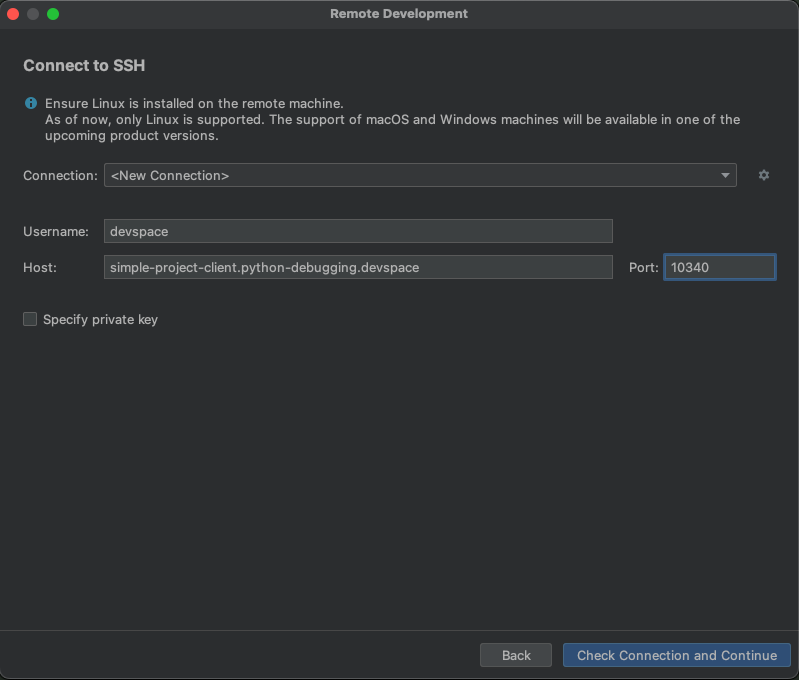 Remote Development
Connect to SSH
Ensure Linux is installed on the remote machine.
As of now, only Linux is supported. The support of macOS and Windows machines will be available in one of the
upcoming product versions.
Connection: <New Connection>
Username: devspace
Host: simple-project-client.python-debugging.devspace Port: 10340
Specify private key
Back Check Connection and Continue